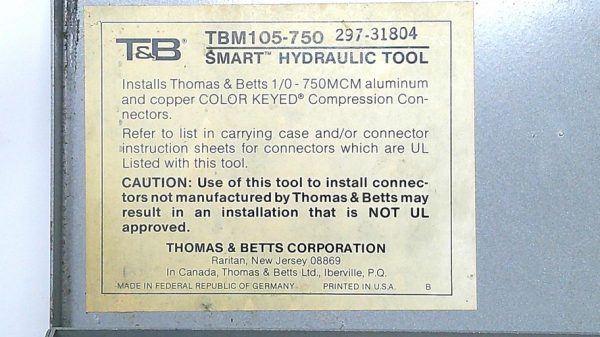 T&B® TBM105-750 297-31804
SMART™ HYDRAULIC TOOL
Installs Thomas & Betts 1/0 - 750MCM aluminum
and copper COLOR KEYED® Compression Con-
nectors.
Refer to list in carrying case and/or connector
instruction sheets for connectors which are UL
Listed with this tool.
CAUTION: Use of this tool to install connec-
tors not manufactured by Thomas & Betts may
result in an installation that is NOT UL
approved.
THOMAS & BETTS CORPORATION
Raritan, New Jersey 08869
In Canada, Thomas & Betts Ltd., Iberville, P.Q.
MADE IN FEDERAL REPUBLIC OF GERMANY PRINTED IN U.S.A. B